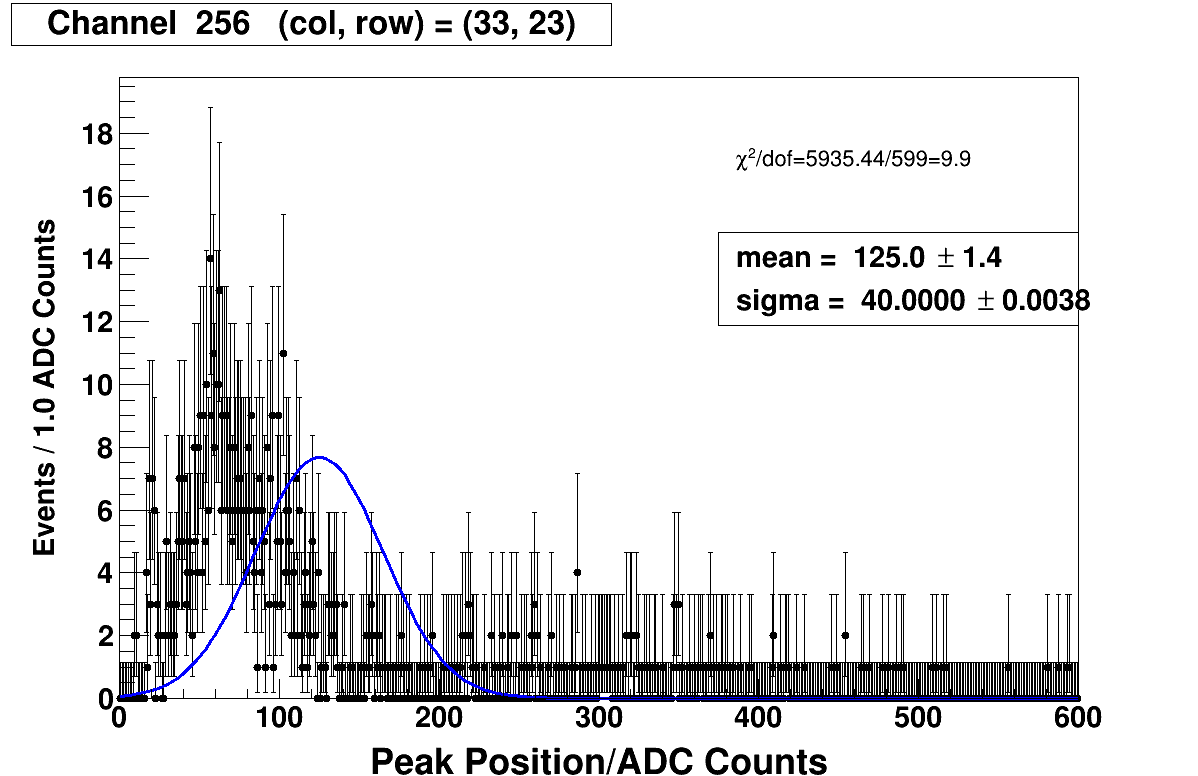 Channel 256 (col, row) = (33, 23)
χ²/dof=5935.44/599=9.9
mean = 125.0 ± 1.4
sigma = 40.0000 ± 0.0038
Events / 1.0 ADC Counts
18
16
14
12
10
8
6
4
2
0
0 100 200 300 400 500 600
Peak Position/ADC Counts